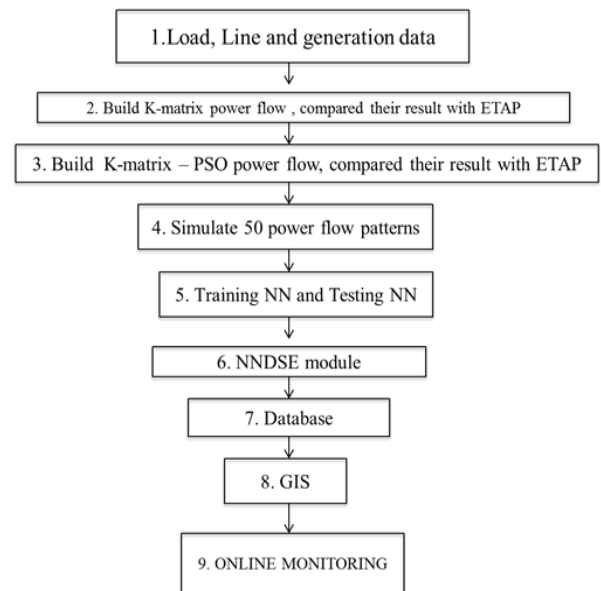 1.Load, Line and generation data
2. Build K-matrix power flow , compared their result with ETAP
3. Build K-matrix – PSO power flow, compared their result with ETAP
4. Simulate 50 power flow patterns
5. Training NN and Testing NN
6. NNDSE module
7. Database
8. GIS
9. ONLINE MONITORING